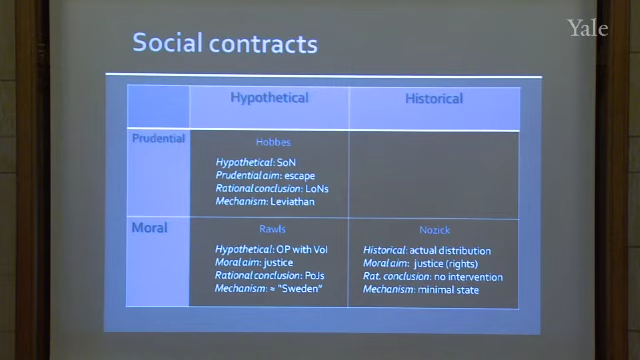 Yale
Social contracts
Hypothetical
Historical
Prudential
Hobbes
Hypothetical: SoN
Prudential aim: escape
Rational conclusion: LoNs
Mechanism: Leviathan
Moral
Rawls
Hypothetical: OP with VoI
Moral aim: justice
Rational conclusion: PoJs
Mechanism: ≈ "Sweden"
Nozick
Historical: actual distribution
Moral aim: justice (rights)
Rat. conclusion: no intervention
Mechanism: minimal state